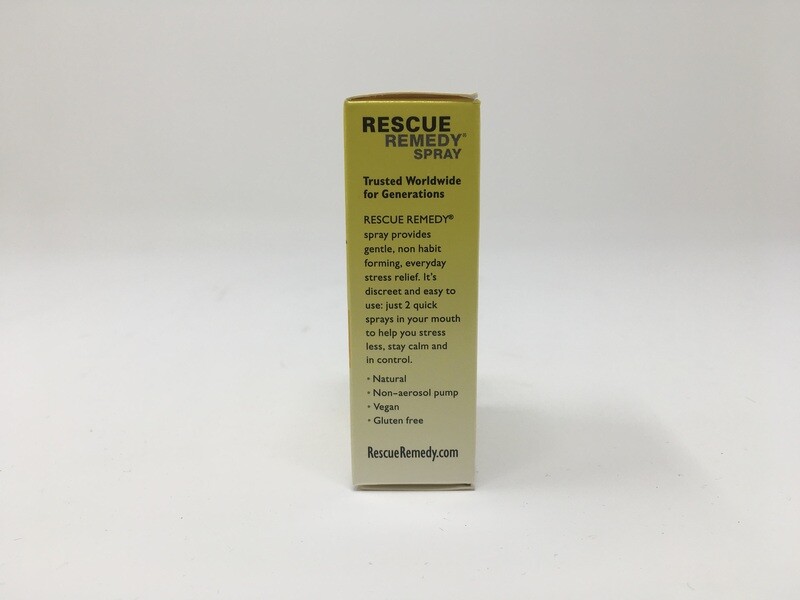 RESCUE
REMEDY®
SPRAY
Trusted Worldwide
for Generations
RESCUE REMEDY®
spray provides
gentle, non habit
forming, everyday
stress relief. It's
discreet and easy to
use: just 2 quick
sprays in your mouth
to help you stress
less, stay calm and
in control.
• Natural
• Non-aerosol pump
• Vegan
• Gluten free
RescueRemedy.com